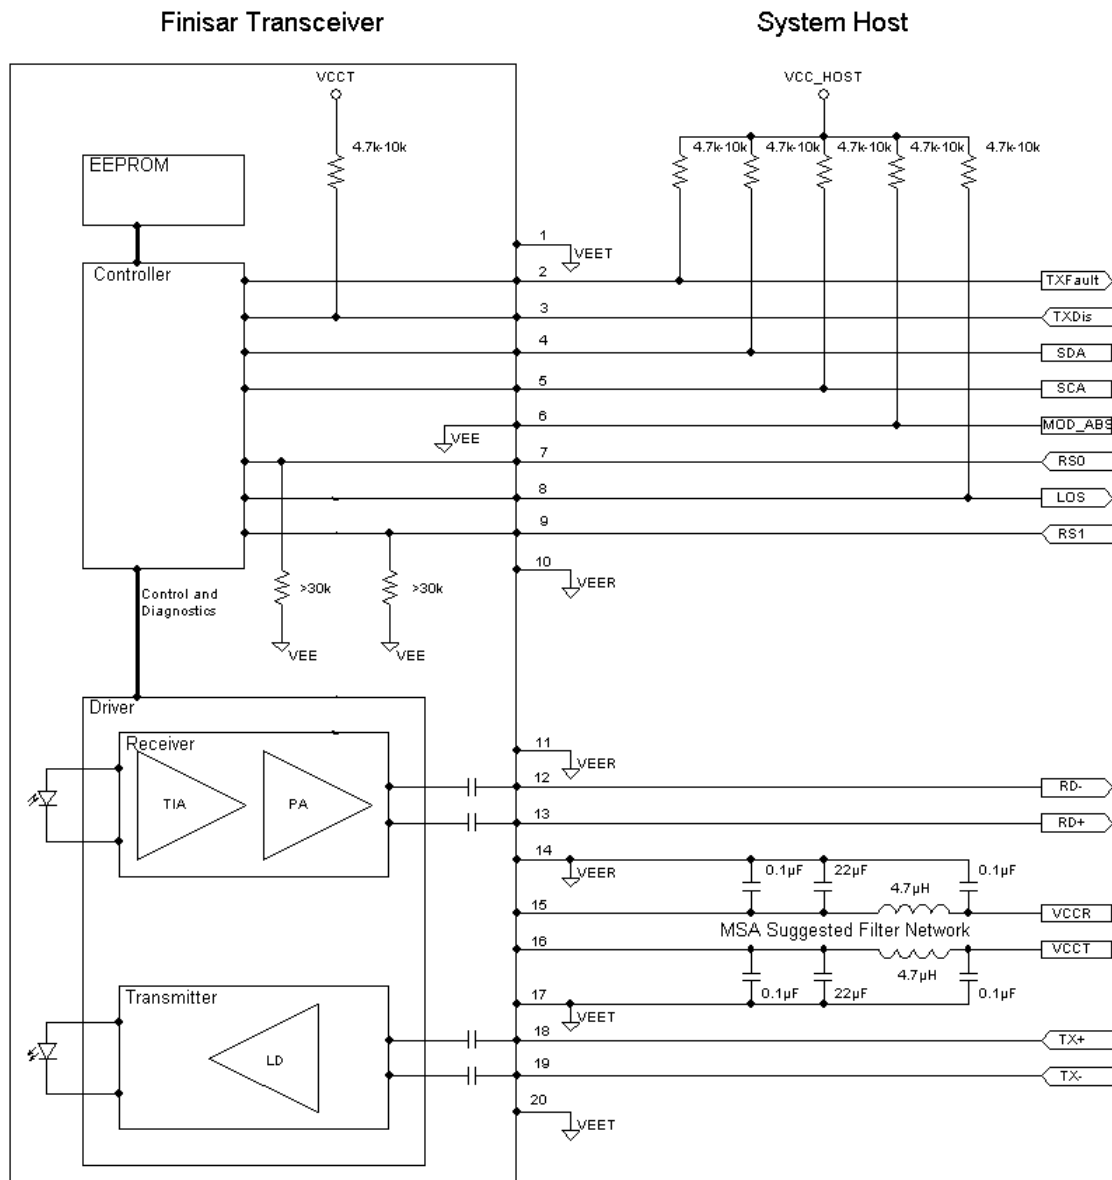 Finisar Transceiver
System Host
VCCT
VCC_HOST
4.7k-10k
4.7k-10k
4.7k-10k
4.7k-10k
4.7k-10k
4.7k-10k
EEPROM
Controller
1
VEET
2
TXFault
3
TXDis
4
SDA
5
SCA
6
VEE
MOD_ABS
7
RS0
8
LOS
9
RS1
10
VEER
Control and
Diagnostics
>30k
>30k
VEE
VEE
Driver
Receiver
TIA
PA
11
VEER
12
RD-
13
RD+
14
VEER
0.1µF
22µF
4.7µH
0.1µF
15
VCCR
MSA Suggested Filter Network
16
VCCT
4.7µH
17
VEET
0.1µF
22µF
0.1µF
Transmitter
LD
18
TX+
19
TX-
20
VEET